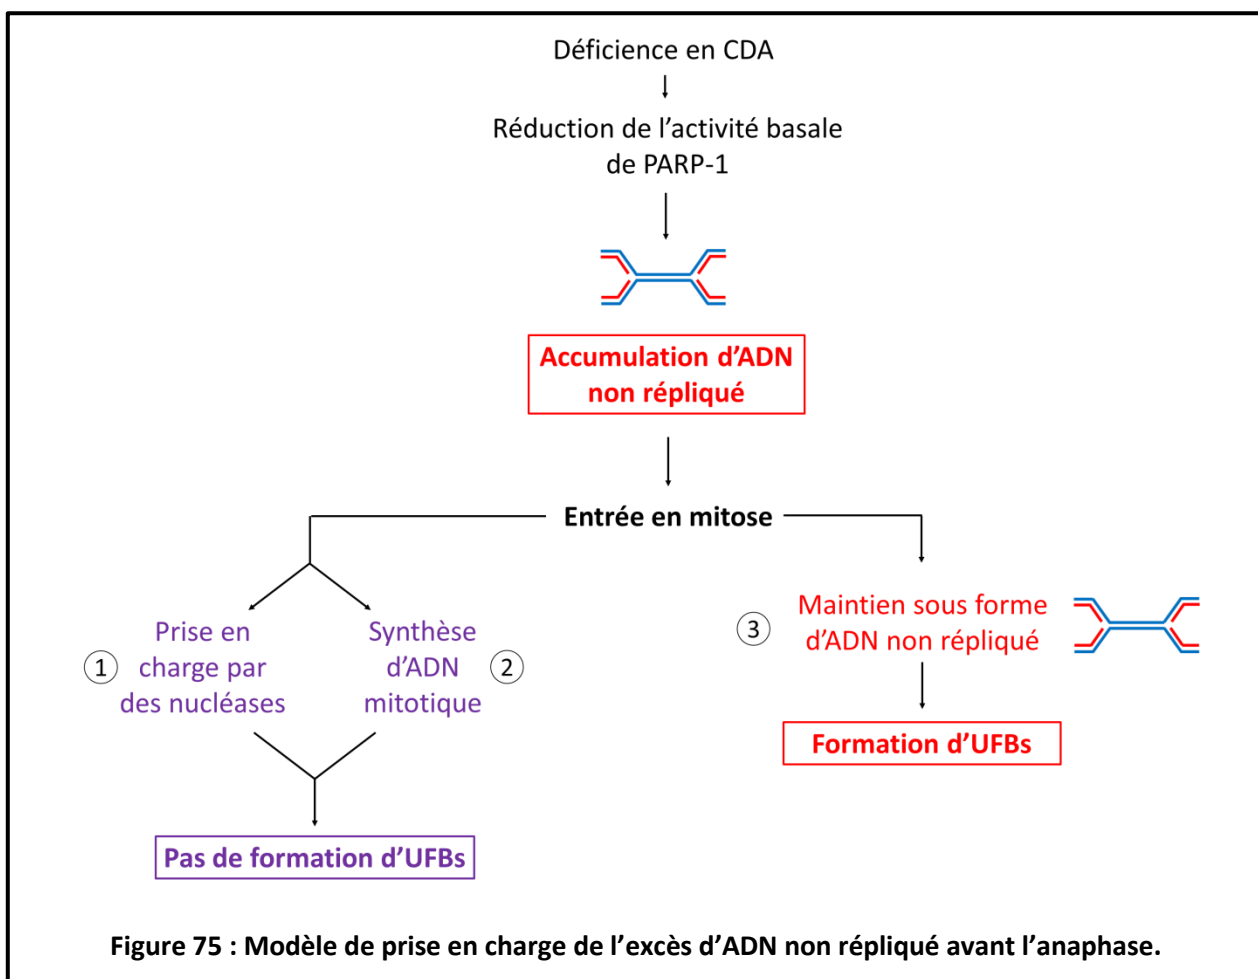 Déficience en CDA
Réduction de l'activité basale
de PARP-1
Accumulation d'ADN
non répliqué
Entrée en mitose
1
Prise en
charge par
des nucléases
Synthèse
d'ADN
mitotique
2
3
Maintien sous forme
d'ADN non répliqué
Formation d'UFBs
Pas de formation d'UFBs
Figure 75 : Modèle de prise en charge de l'excès d'ADN non répliqué avant l'anaphase.